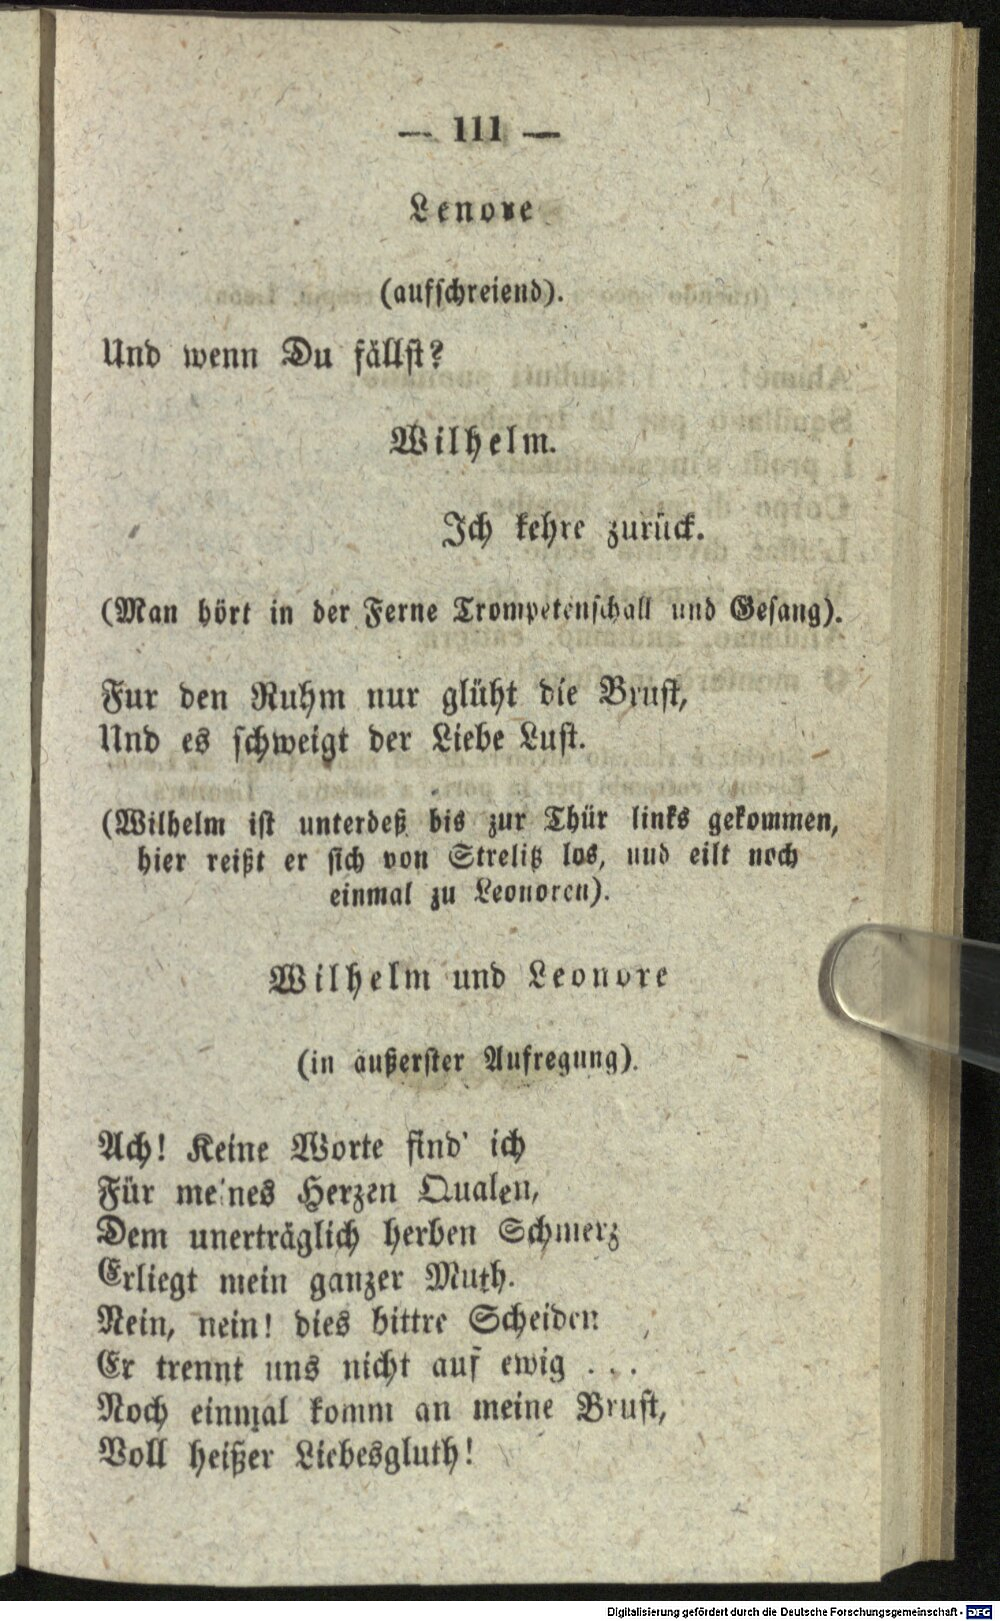 — 111 —
Lenore
(aufschreiend).
Und wenn Du fällst?
Wilhelm.
Ich kehre zurück.
(Man hört in der Ferne Trompetenschall und Gesang).
Fur den Ruhm nur glüht die Brust,
Und es schweigt der Liebe Lust.
(Wilhelm ist unterdeß bis zur Thür links gekommen,
hier reißt er sich von Strelitz los, und eilt noch
einmal zu Leonoren).
Wilhelm und Leonore
(in äußerster Aufregung).
Ach! Keine Worte find' ich
Für meines Herzen Qualen,
Dem unerträglich herben Schmerz
Erliegt mein ganzer Muth.
Nein, nein! dies bittre Scheiden
Er trennt uns nicht auf ewig . . .
Noch einmal komm an meine Brust,
Voll heißer Liebesgluth!
Digitalisierung gefördert durch die Deutsche Forschungsgemeinschaft - DFG